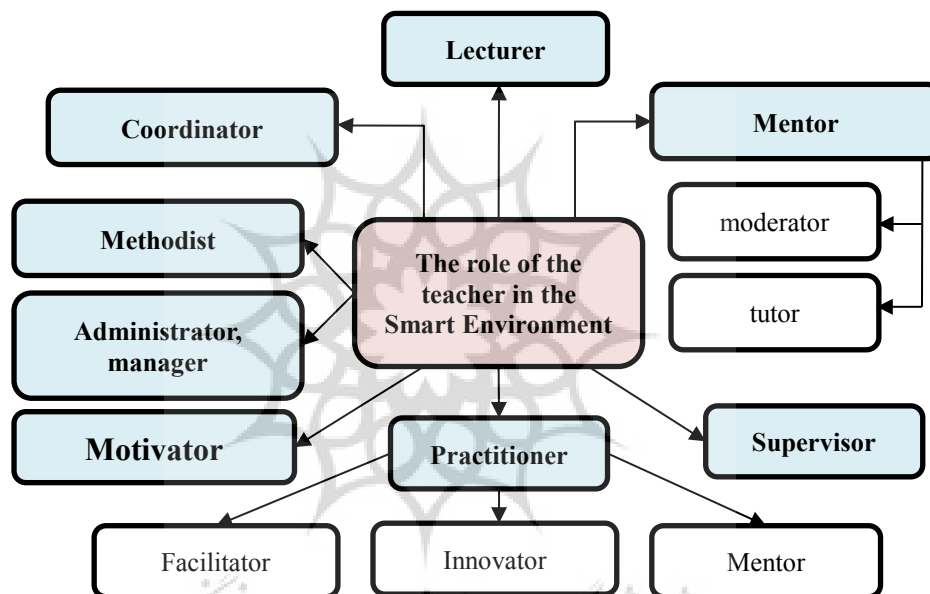 Lecturer
Coordinator
Mentor
Methodist
moderator
The role of the
teacher in the
Smart Environment
Administrator,
manager
tutor
Motivator
Practitioner
Supervisor
Facilitator
Innovator
Mentor